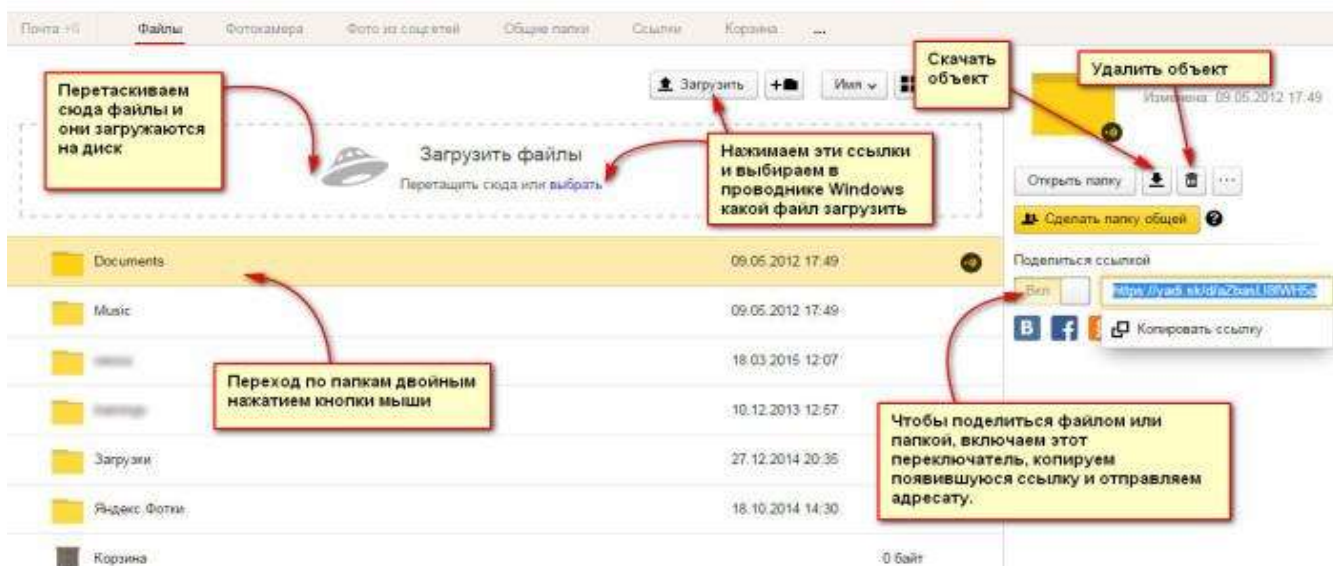 Почта +6 Файлы Фотокамера Фото из соцсетей Общие папки Ссылки Корзина ...
Скачать
объект
Удалить объект
Перетаскиваем
сюда файлы и
они загружаются
на диск
Загрузить
Имя
Изменена: 09.05.2012 17:49
Загрузить файлы
Перетащить сюда или выбрать
Нажимаем эти ссылки
и выбираем в
проводнике Windows
какой файл загрузить
Открыть папку
Сделать папку общей
Documents 09.05.2012 17:49
Поделиться ссылкой
Вкл
Music 09.05.2012 17:49
Копировать ссылку
18.03.2015 12:07
Переход по папкам двойным
нажатием кнопки мыши
10.12.2013 12:57
Чтобы поделиться файлом или
папкой, включаем этот
переключатель, копируем
появившуюся ссылку и отправляем
адресату.
Загрузки 27.12.2014 20:35
Яндекс.Фотки 18.10.2014 14:30
Корзина 0 байт